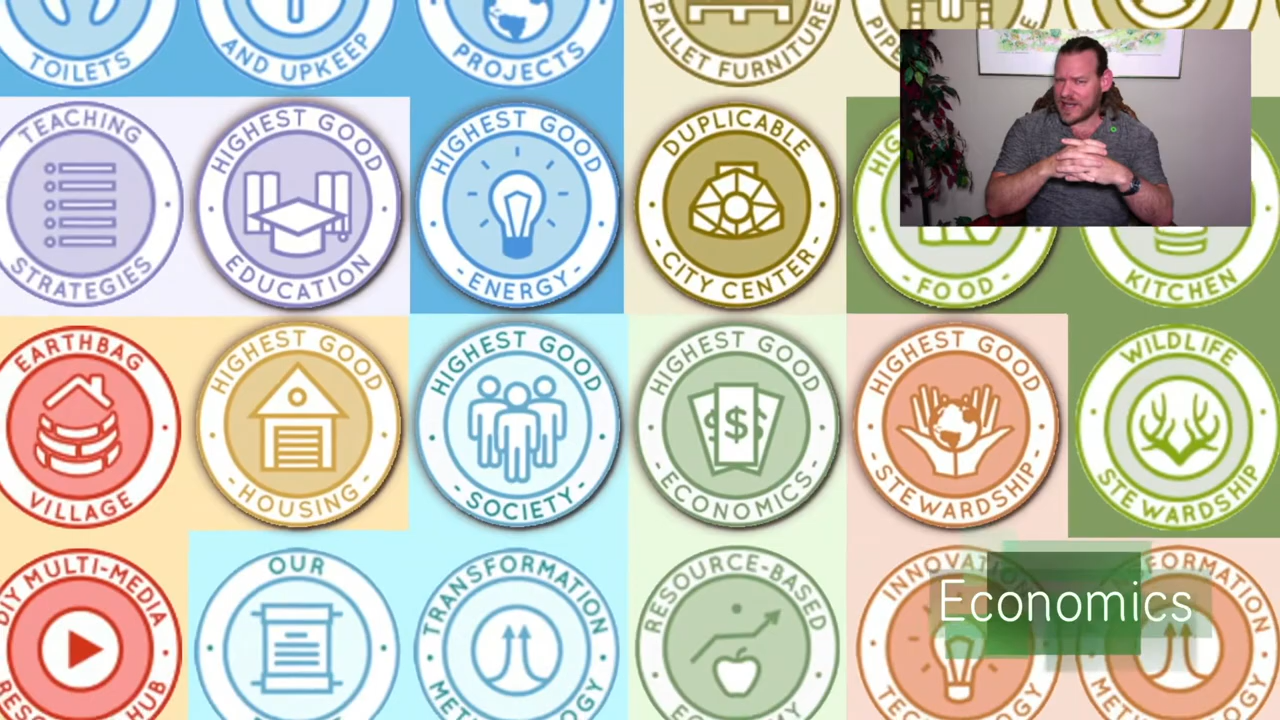 TOILETS
AND UPKEEP
PROJECTS
PALLET FURNITURE
TEACHING
STRATEGIES
HIGHEST GOOD
EDUCATION
HIGHEST GOOD
ENERGY
DUPLICABLE
CITY CENTER
FOOD
KITCHEN
EARTHBAG
VILLAGE
HIGHEST GOOD
HOUSING
HIGHEST GOOD
SOCIETY
HIGHEST GOOD
$ $ $
ECONOMICS
HIGHEST GOOD
STEWARDSHIP
WILDLIFE
STEWARDSHIP
DIY MULTI-MEDIA
OUR
TRANSFORMATION
RESOURCE-BASED
Economics